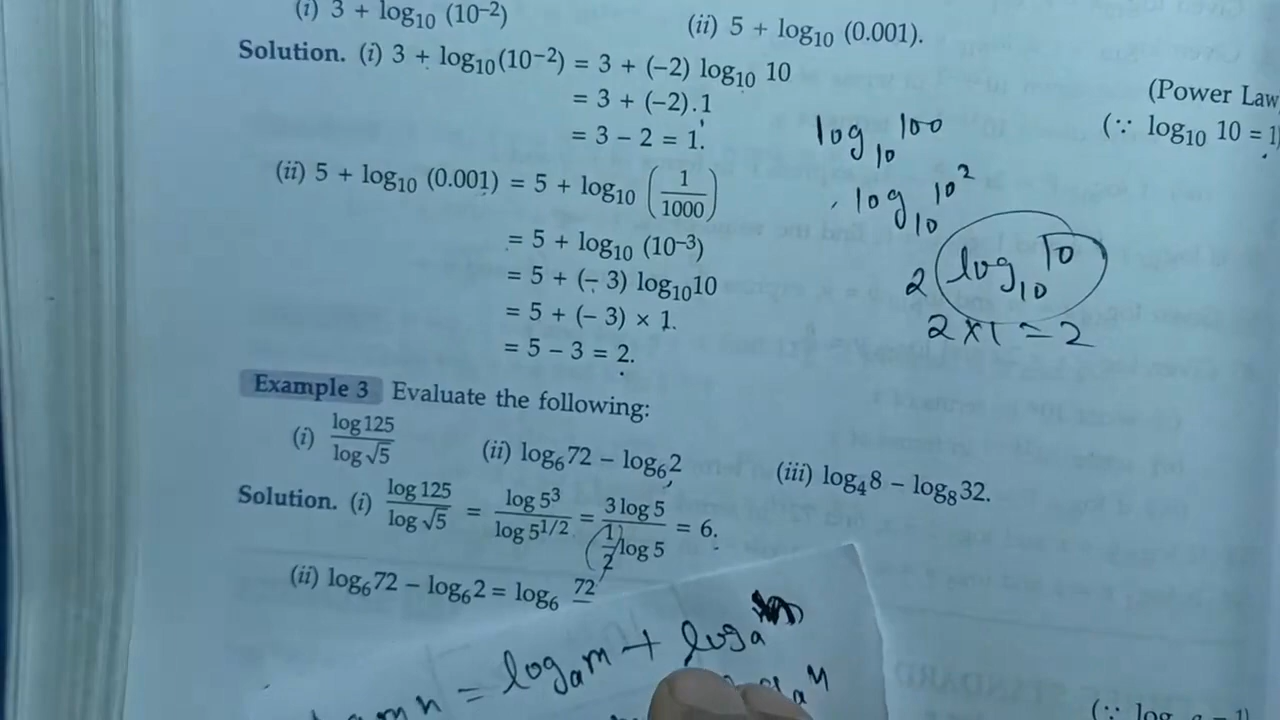 (i) 3 + log₁₀ (10⁻²) (ii) 5 + log₁₀ (0.001).
Solution. (i) 3 + log₁₀(10⁻²) = 3 + (−2) log₁₀ 10
(Power Law
= 3 + (−2).1
(∵ log₁₀ 10 = 1)
= 3 − 2 = 1.
log₁₀ 100
log₁₀ 10²
2 log₁₀ 10
2 × 1 = 2
(ii) 5 + log₁₀ (0.001) = 5 + log₁₀ (1/1000)
= 5 + log₁₀ (10⁻³)
= 5 + (− 3) log₁₀10
= 5 + (− 3) × 1.
= 5 − 3 = 2.
Example 3 Evaluate the following:
(i) log 125 / log √5 (ii) log₆72 − log₆2 (iii) log₄8 − log₈32.
Solution. (i) log 125 / log √5 = log 5³ / log 5^1/2 = 3 log 5 / (1/2) log 5 = 6.
(ii) log₆72 − log₆2 = log₆ 72
= logₐm + logₐ